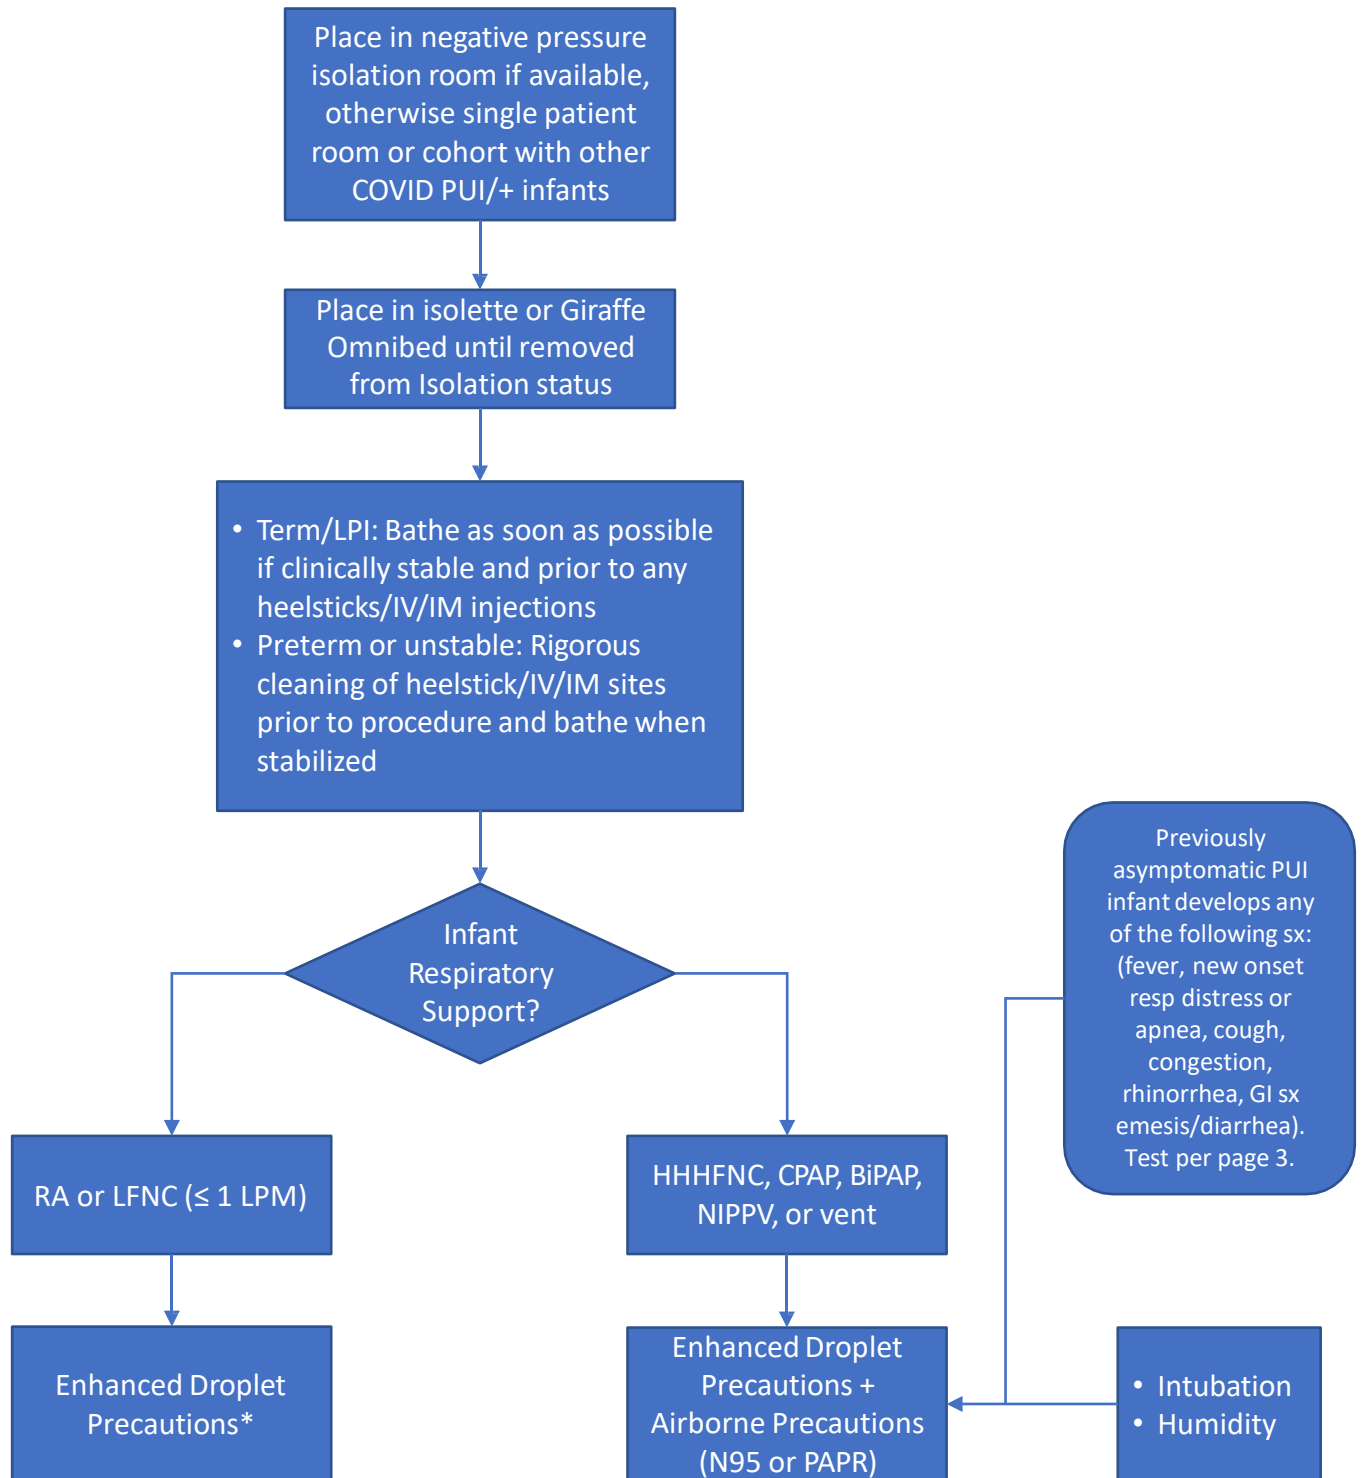 Place in negative pressure
isolation room if available,
otherwise single patient
room or cohort with other
COVID PUI/+ infants
Place in isolette or Giraffe
Omnibed until removed
from Isolation status
• Term/LPI: Bathe as soon as possible
if clinically stable and prior to any
heelsticks/IV/IM injections
• Preterm or unstable: Rigorous
cleaning of heelstick/IV/IM sites
prior to procedure and bathe when
stabilized
Infant
Respiratory
Support?
Previously
asymptomatic PUI
infant develops any
of the following sx:
(fever, new onset
resp distress or
apnea, cough,
congestion,
rhinorrhea, GI sx
emesis/diarrhea).
Test per page 3.
RA or LFNC (≤ 1 LPM)
HHHFNC, CPAP, BiPAP,
NIPPV, or vent
Enhanced Droplet
Precautions*
Enhanced Droplet
Precautions +
Airborne Precautions
(N95 or PAPR)
• Intubation
• Humidity